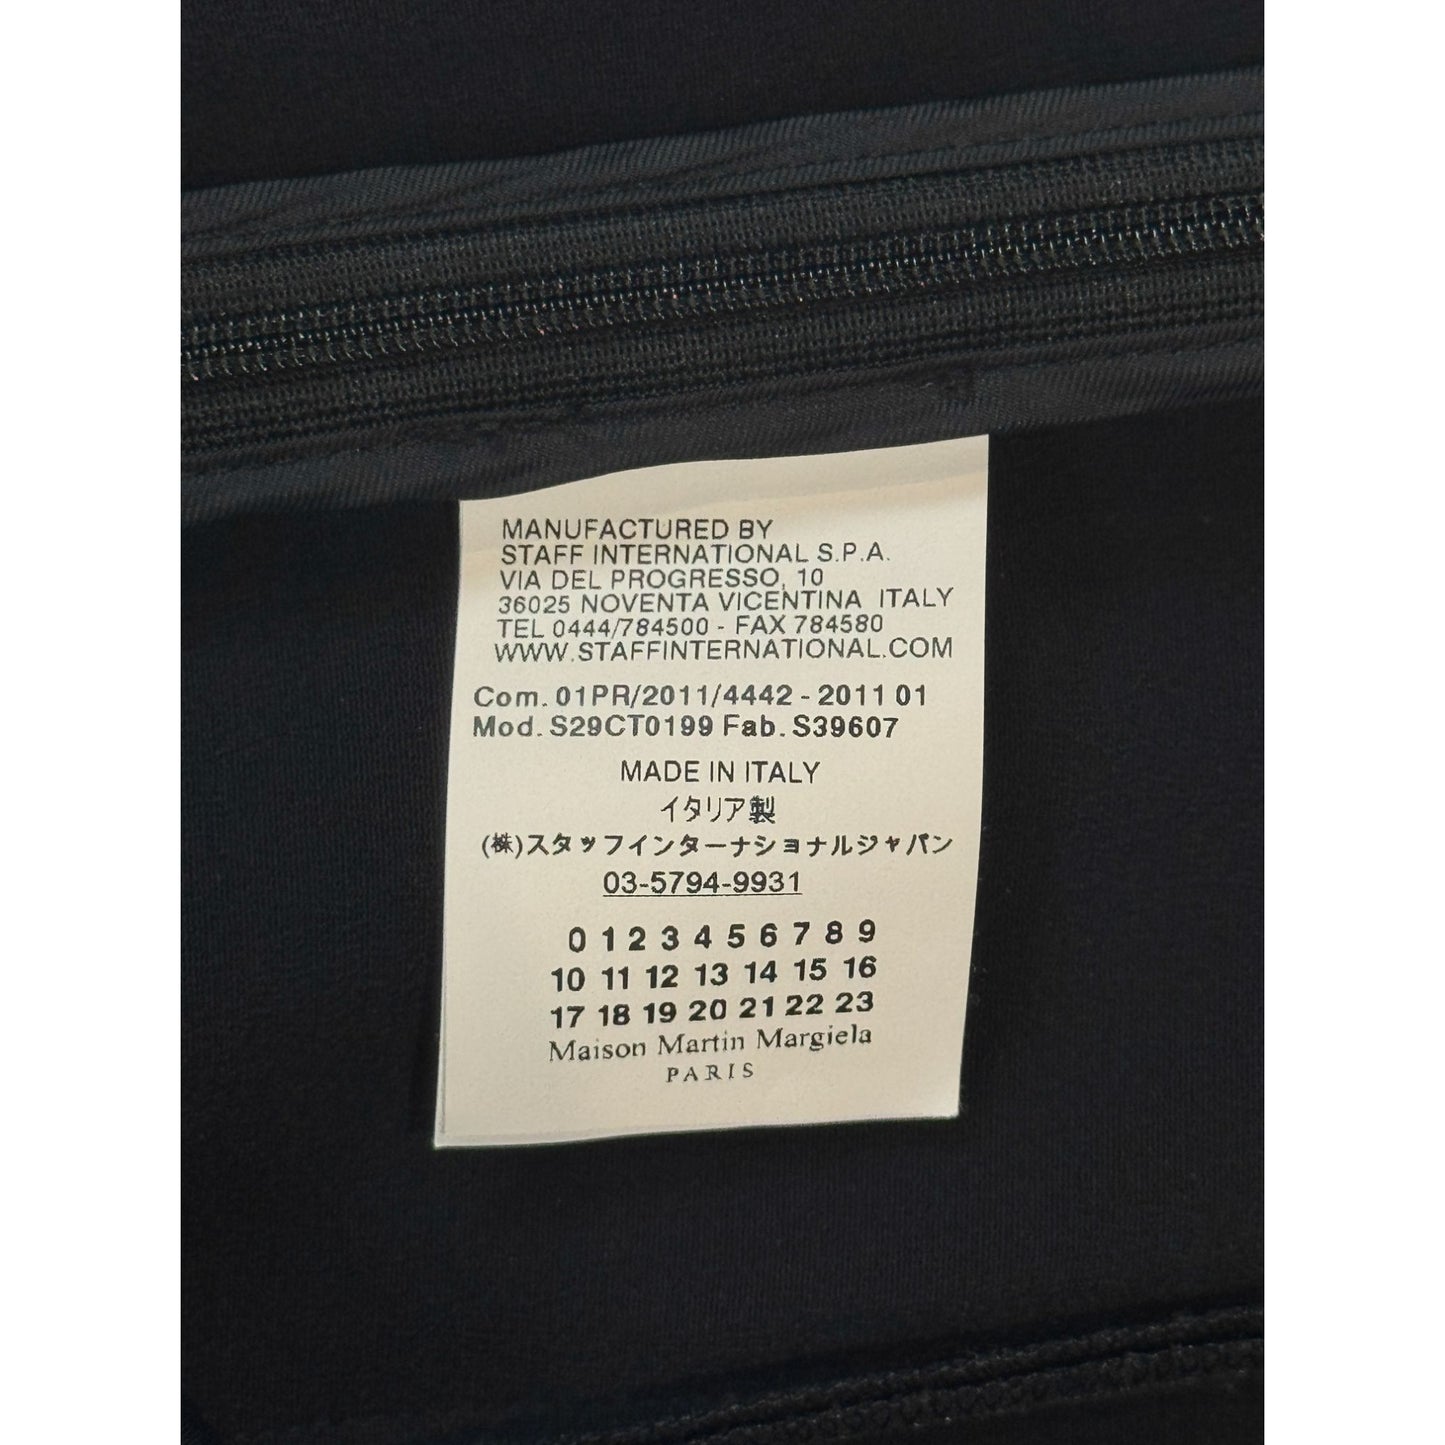 MANUFACTURED BY
STAFF INTERNATIONAL S.P.A.
VIA DEL PROGRESSO, 10
36025 NOVENTA VICENTINA ITALY
TEL 0444/784500 - FAX 784580
WWW.STAFFINTERNATIONAL.COM
Com. 01PR/2011/4442 - 2011 01
Mod. S29CT0199 Fab. S39607
MADE IN ITALY
イタリア製
(株)スタッフインターナショナルジャパン
03-5794-9931
0 1 2 3 4 5 6 7 8 9
10 11 12 13 14 15 16
17 18 19 20 21 22 23
Maison Martin Margiela
PARIS